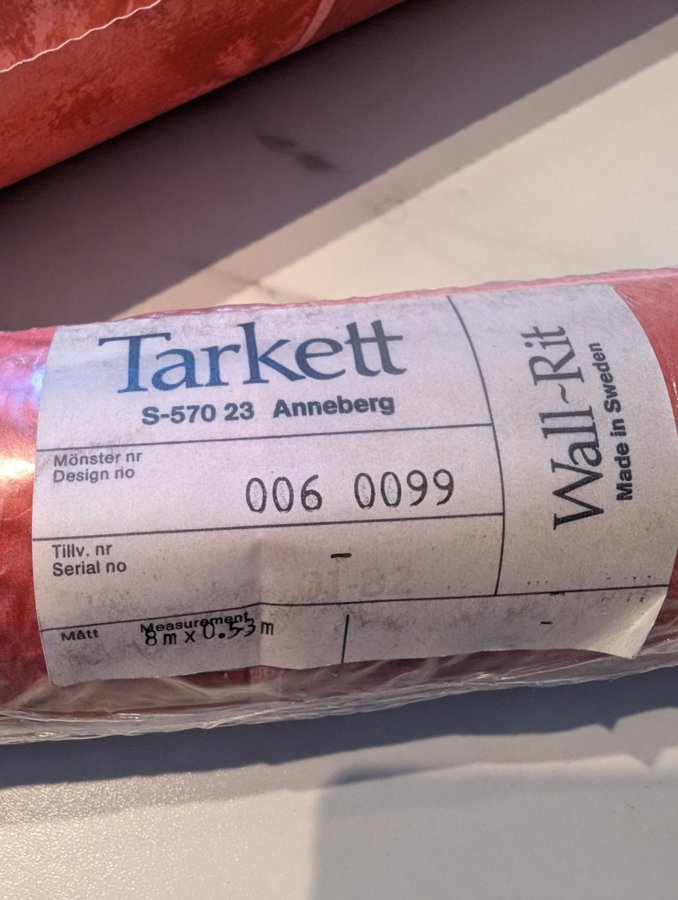 Tarkett
S-570 23 Anneberg
Wall~Rit
Made in Sweden
Mönster nr
Design no
006 0099
Tillv. nr
Serial no
-
Mått
Measurement
8 m x 0.53 m
-